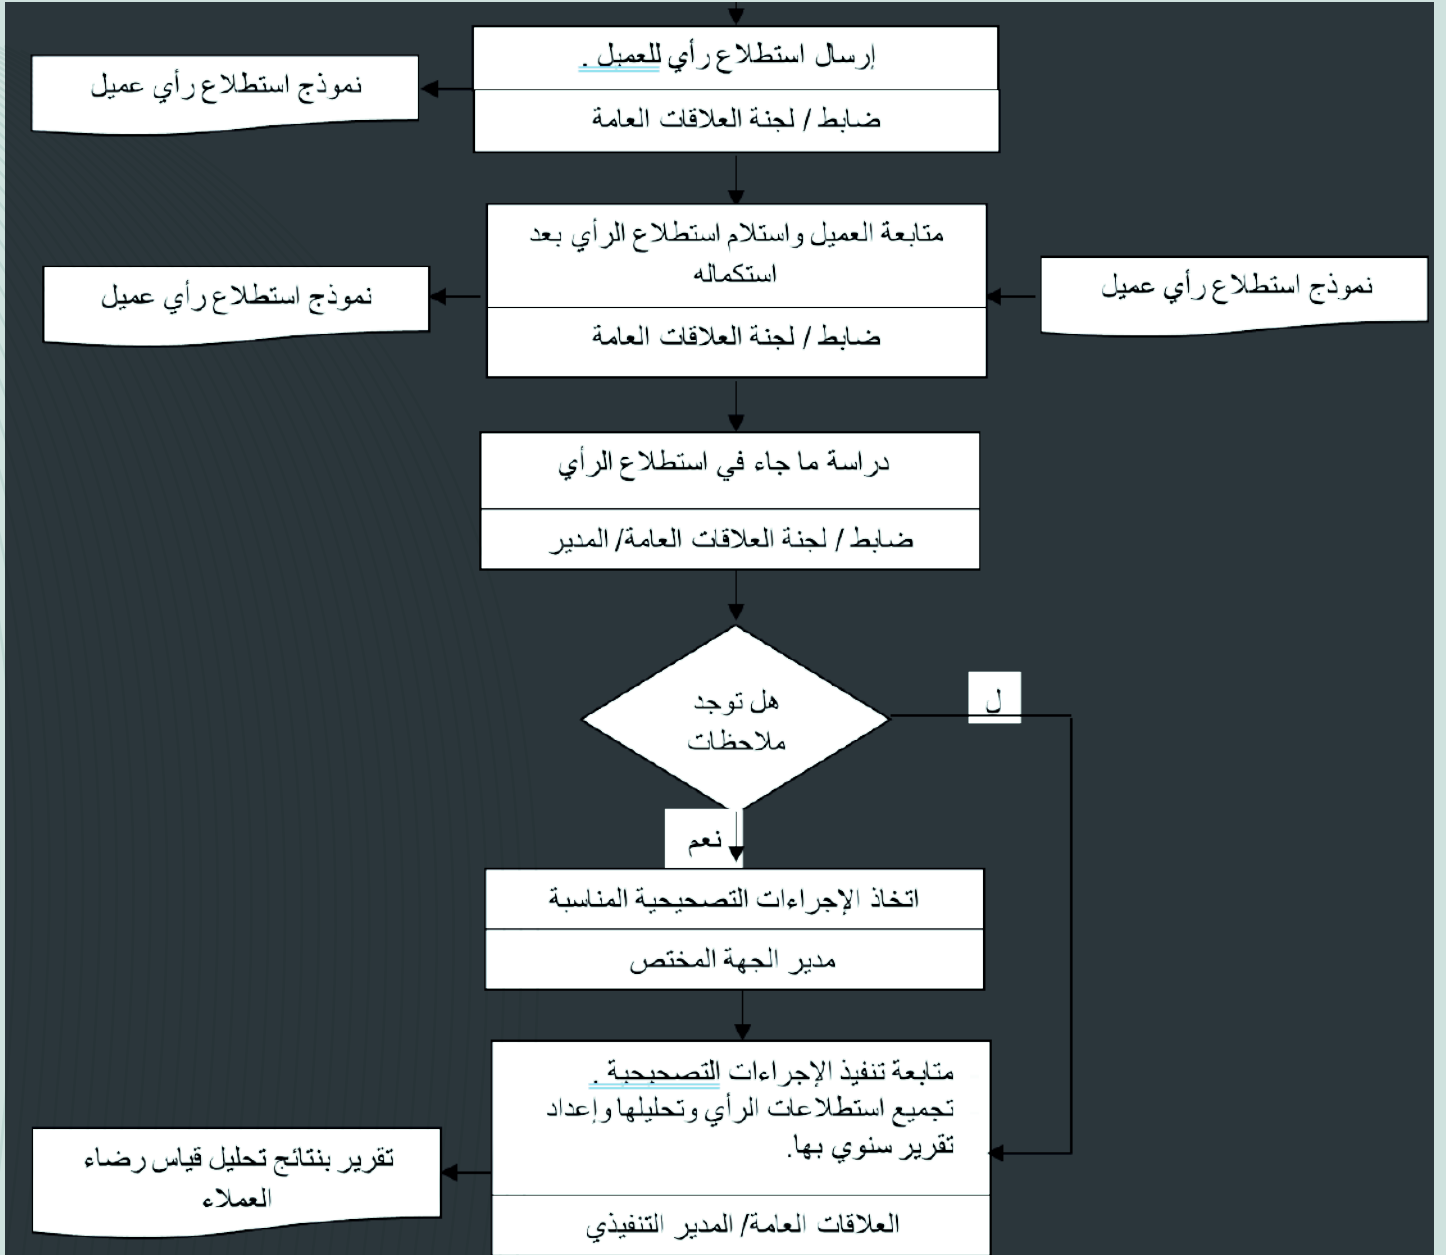 إرسال استطلاع رأي للعميل .
ضابط / لجنة العلاقات العامة
نموذج استطلاع رأي عميل
متابعة العميل واستلام استطلاع الرأي بعد
استكماله
ضابط / لجنة العلاقات العامة
نموذج استطلاع رأي عميل
نموذج استطلاع رأي عميل
دراسة ما جاء في استطلاع الرأي
ضابط / لجنة العلاقات العامة/ المدير
هل توجد
ملاحظات
ل
نعم
اتخاذ الإجراءات التصحيحية المناسبة
مدير الجهة المختص
متابعة تنفيذ الإجراءات التصحيحية .
تجميع استطلاعات الرأي وتحليلها وإعداد
تقرير سنوي بها.
العلاقات العامة/ المدير التنفيذي
تقرير بنتائج تحليل قياس رضاء
العملاء